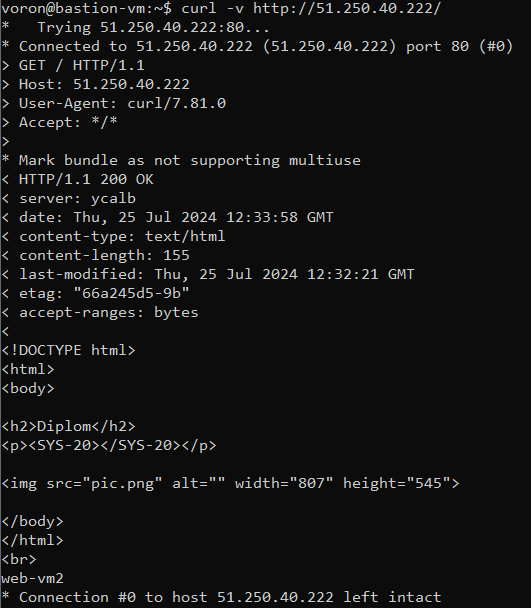 voron@bastion-vm:~$ curl -v http://51.250.40.222/
*   Trying 51.250.40.222:80...
* Connected to 51.250.40.222 (51.250.40.222) port 80 (#0)
> GET / HTTP/1.1
> Host: 51.250.40.222
> User-Agent: curl/7.81.0
> Accept: */*
>
* Mark bundle as not supporting multiuse
< HTTP/1.1 200 OK
< server: ycalb
< date: Thu, 25 Jul 2024 12:33:58 GMT
< content-type: text/html
< content-length: 155
< last-modified: Thu, 25 Jul 2024 12:32:21 GMT
< etag: "66a245d5-9b"
< accept-ranges: bytes
<
<!DOCTYPE html>
<html>
<body>

<h2>Diplom</h2>
<p><SYS-20></SYS-20></p>

<img src="pic.png" alt="" width="807" height="545">

</body>
</html>
<br>
web-vm2
* Connection #0 to host 51.250.40.222 left intact